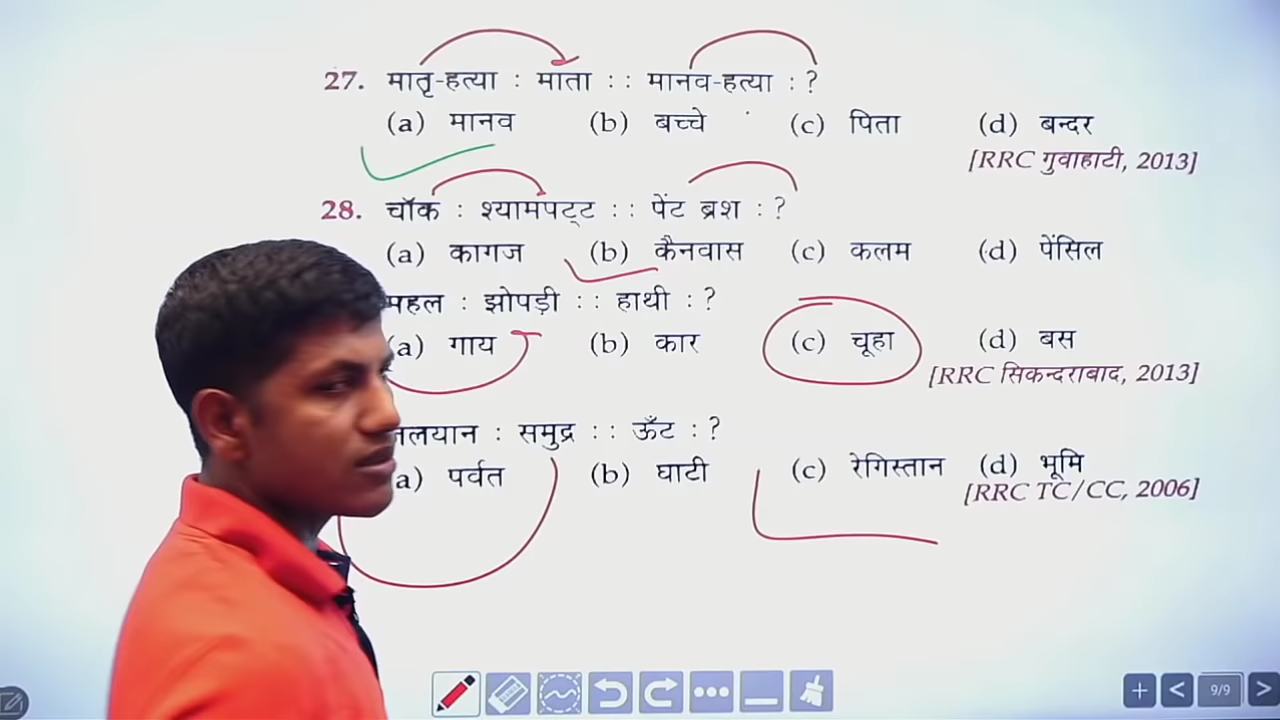 27. मातृ-हत्या : माता : : मानव-हत्या : ?
(a) मानव (b) बच्चे (c) पिता (d) बन्दर
[RRC गुवाहाटी, 2013]
28. चॉक : श्यामपट्ट : : पेंट ब्रश : ?
(a) कागज (b) कैनवास (c) कलम (d) पेंसिल
महल : झोपड़ी : : हाथी : ?
(a) गाय (b) कार (c) चूहा (d) बस
[RRC सिकन्दराबाद, 2013]
जलयान : समुद्र : : ऊँट : ?
(a) पर्वत (b) घाटी (c) रेगिस्तान (d) भूमि
[RRC TC/CC, 2006]
9/9